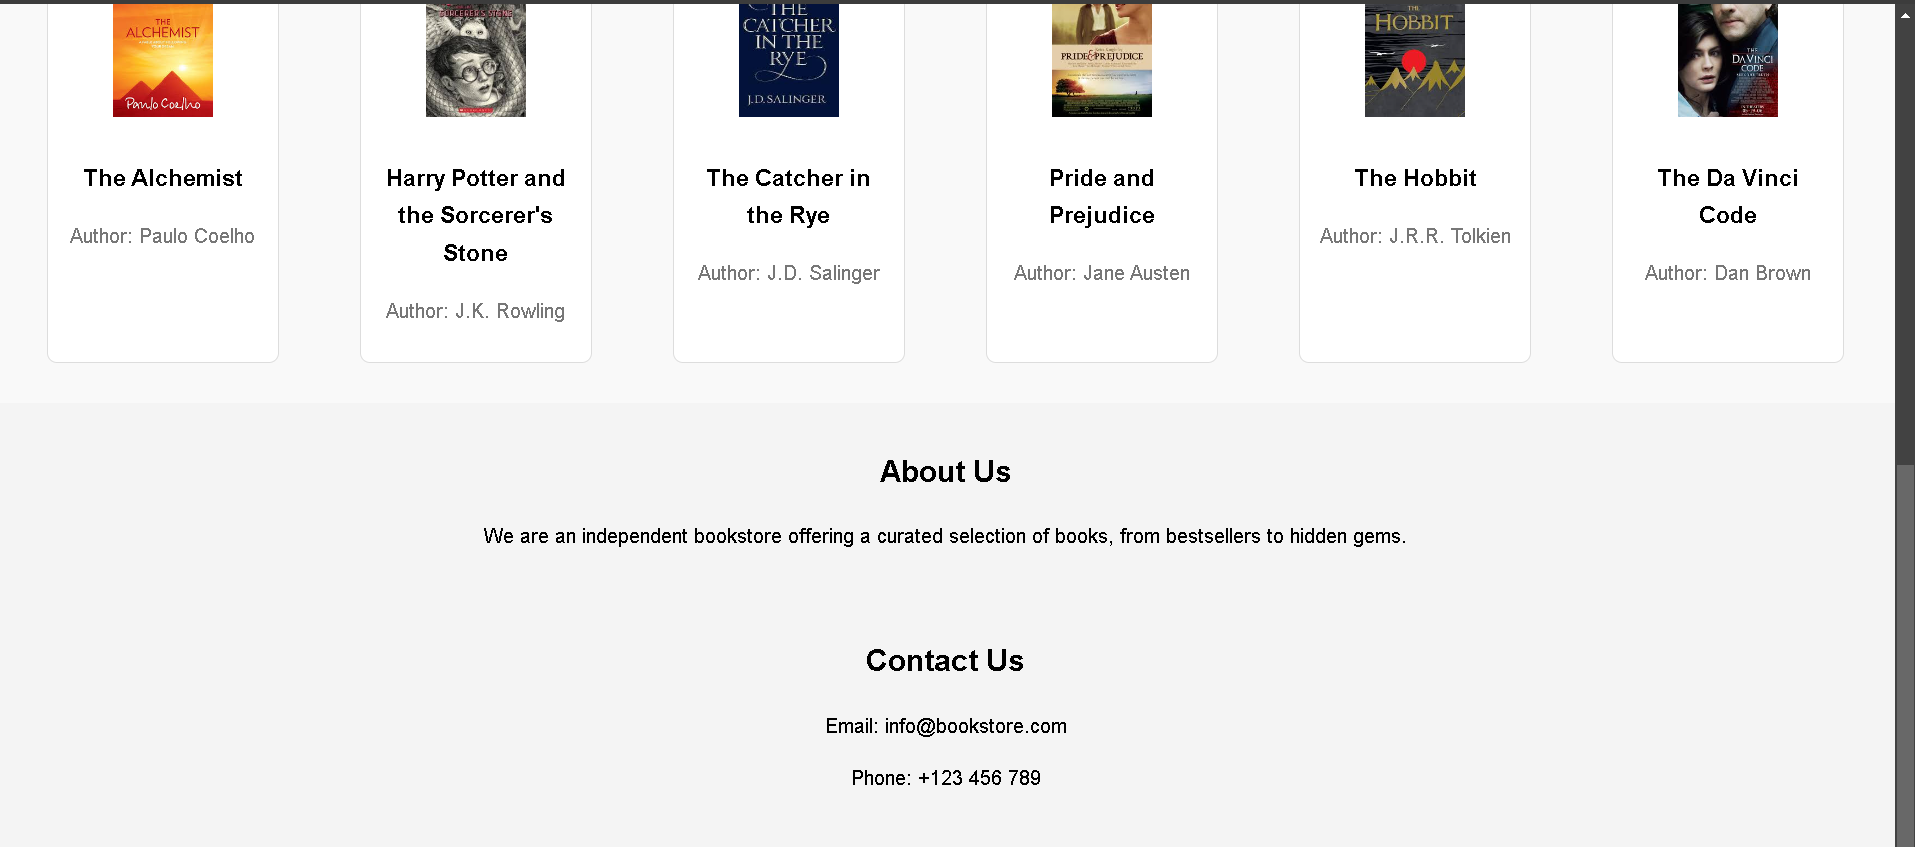 THE
ALCHEMIST
Paulo Coelho
SORCERER'S STONE
THE
CATCHER
IN THE
RYE
J.D. SALINGER
PRIDE & PREJUDICE
THE
HOBBIT
THE
DA VINCI
CODE
The Alchemist
Author: Paulo Coelho
Harry Potter and
the Sorcerer's
Stone
Author: J.K. Rowling
The Catcher in
the Rye
Author: J.D. Salinger
Pride and
Prejudice
Author: Jane Austen
The Hobbit
Author: J.R.R. Tolkien
The Da Vinci
Code
Author: Dan Brown
About Us
We are an independent bookstore offering a curated selection of books, from bestsellers to hidden gems.
Contact Us
Email: info@bookstore.com
Phone: +123 456 789